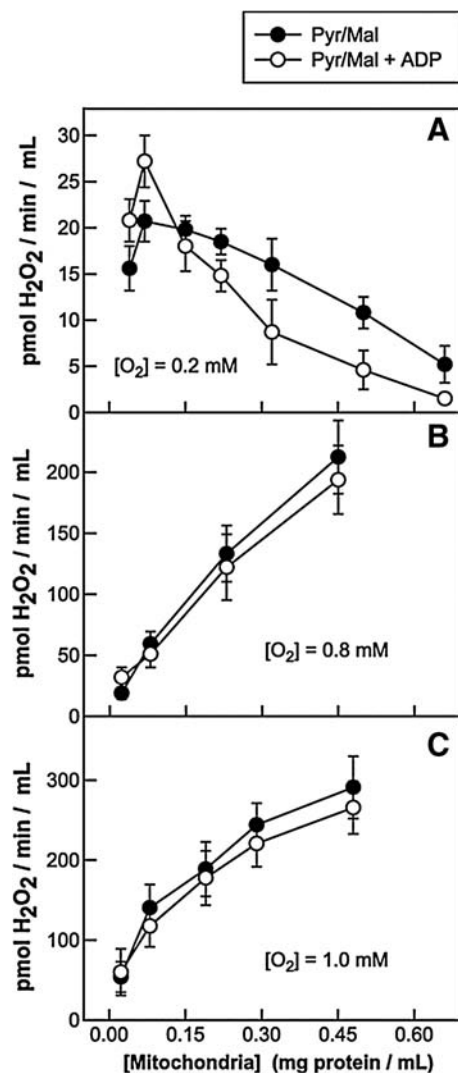 Pyr/Mal
Pyr/Mal + ADP
A
pmol H₂O₂ / min / mL
30
25
20
15
10
5
0
[O₂] = 0.2 mM
B
pmol H₂O₂ / min / mL
200
150
100
50
0
[O₂] = 0.8 mM
C
pmol H₂O₂ / min / mL
300
200
100
0
[O₂] = 1.0 mM
0.00 0.15 0.30 0.45 0.60
[Mitochondria] (mg protein / mL)